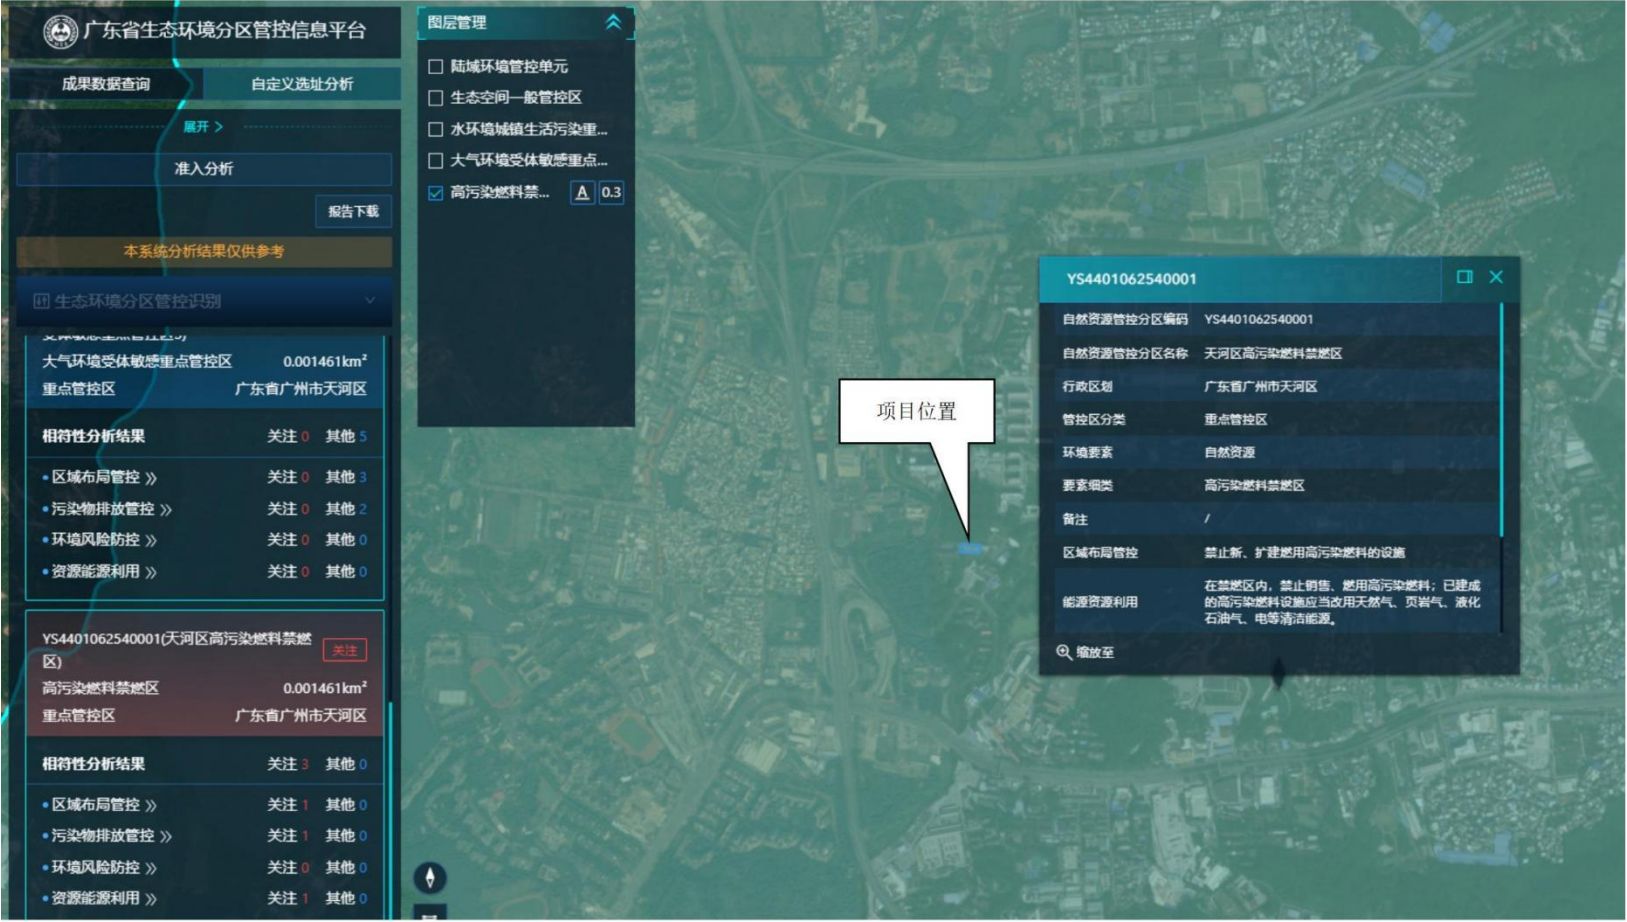 广东省生态环境分区管控信息平台
成果数据查询
自定义选址分析
展开 >
准入分析
报告下载
本系统分析结果仅供参考
生态环境分区管控识别
大气环境受体敏感重点管控区 0.001461km²
重点管控区 广东省广州市天河区
相符性分析结果 关注 0 其他 5
•区域布局管控 » 关注 0 其他 3
•污染物排放管控 » 关注 0 其他 2
•环境风险防控 » 关注 0 其他 0
•资源能源利用 » 关注 0 其他 0
YS4401062540001(天河区高污染燃料禁燃
区)
关注
高污染燃料禁燃区 0.001461km²
重点管控区 广东省广州市天河区
相符性分析结果 关注 3 其他 0
•区域布局管控 » 关注 1 其他 0
•污染物排放管控 » 关注 1 其他 0
•环境风险防控 » 关注 0 其他 0
•资源能源利用 » 关注 1 其他 0
图层管理
陆域环境管控单元
生态空间一般管控区
水环境城镇生活污染重...
大气环境受体敏感重点...
高污染燃料禁... A 0.3
项目位置
YS4401062540001
自然资源管控分区编码 YS4401062540001
自然资源管控分区名称 天河区高污染燃料禁燃区
行政区划 广东省广州市天河区
管控区分类 重点管控区
环境要素 自然资源
要素细类 高污染燃料禁燃区
备注 /
区域布局管控 禁止新、扩建燃用高污染燃料的设施
能源资源利用 在禁燃区内，禁止销售、燃用高污染燃料；已建成
的高污染燃料设施应当改用天然气、页岩气、液化
石油气、电等清洁能源。
缩放至